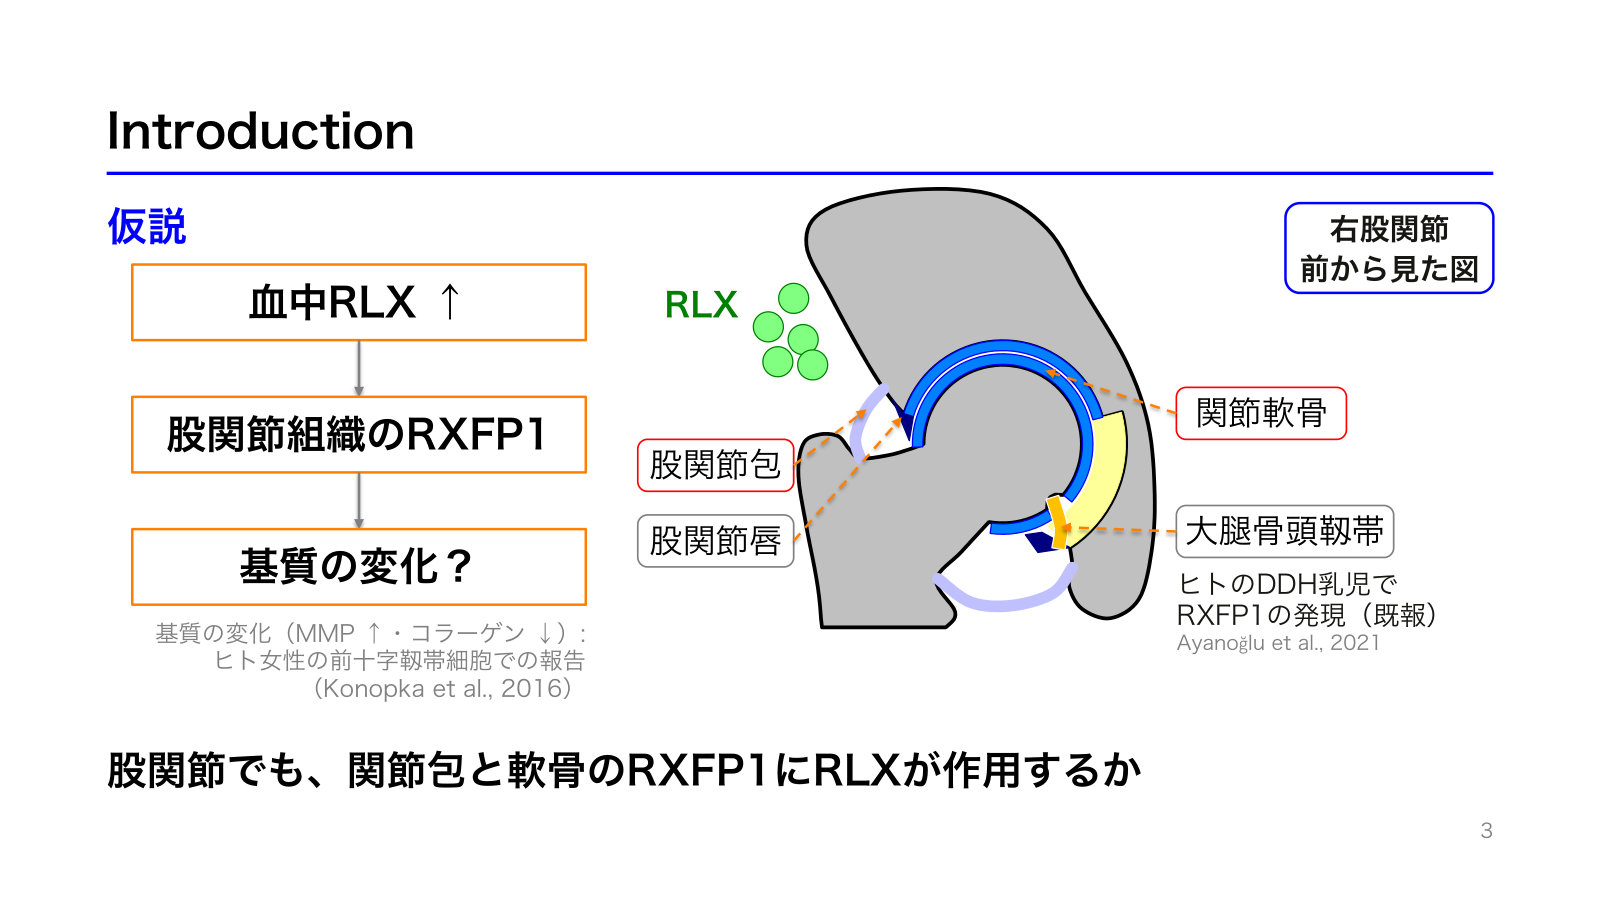 Introduction
仮説
血中RLX ↑
股関節組織のRXFP1
基質の変化？
基質の変化（MMP ↑・コラーゲン ↓）:
ヒト女性の前十字靱帯細胞での報告
（Konopka et al., 2016）
RLX
右股関節
前から見た図
関節軟骨
股関節包
股関節唇
大腿骨頭靱帯
ヒトのDDH乳児で
RXFP1の発現（既報）
Ayanoğlu et al., 2021
股関節でも、関節包と軟骨のRXFP1にRLXが作用するか
3